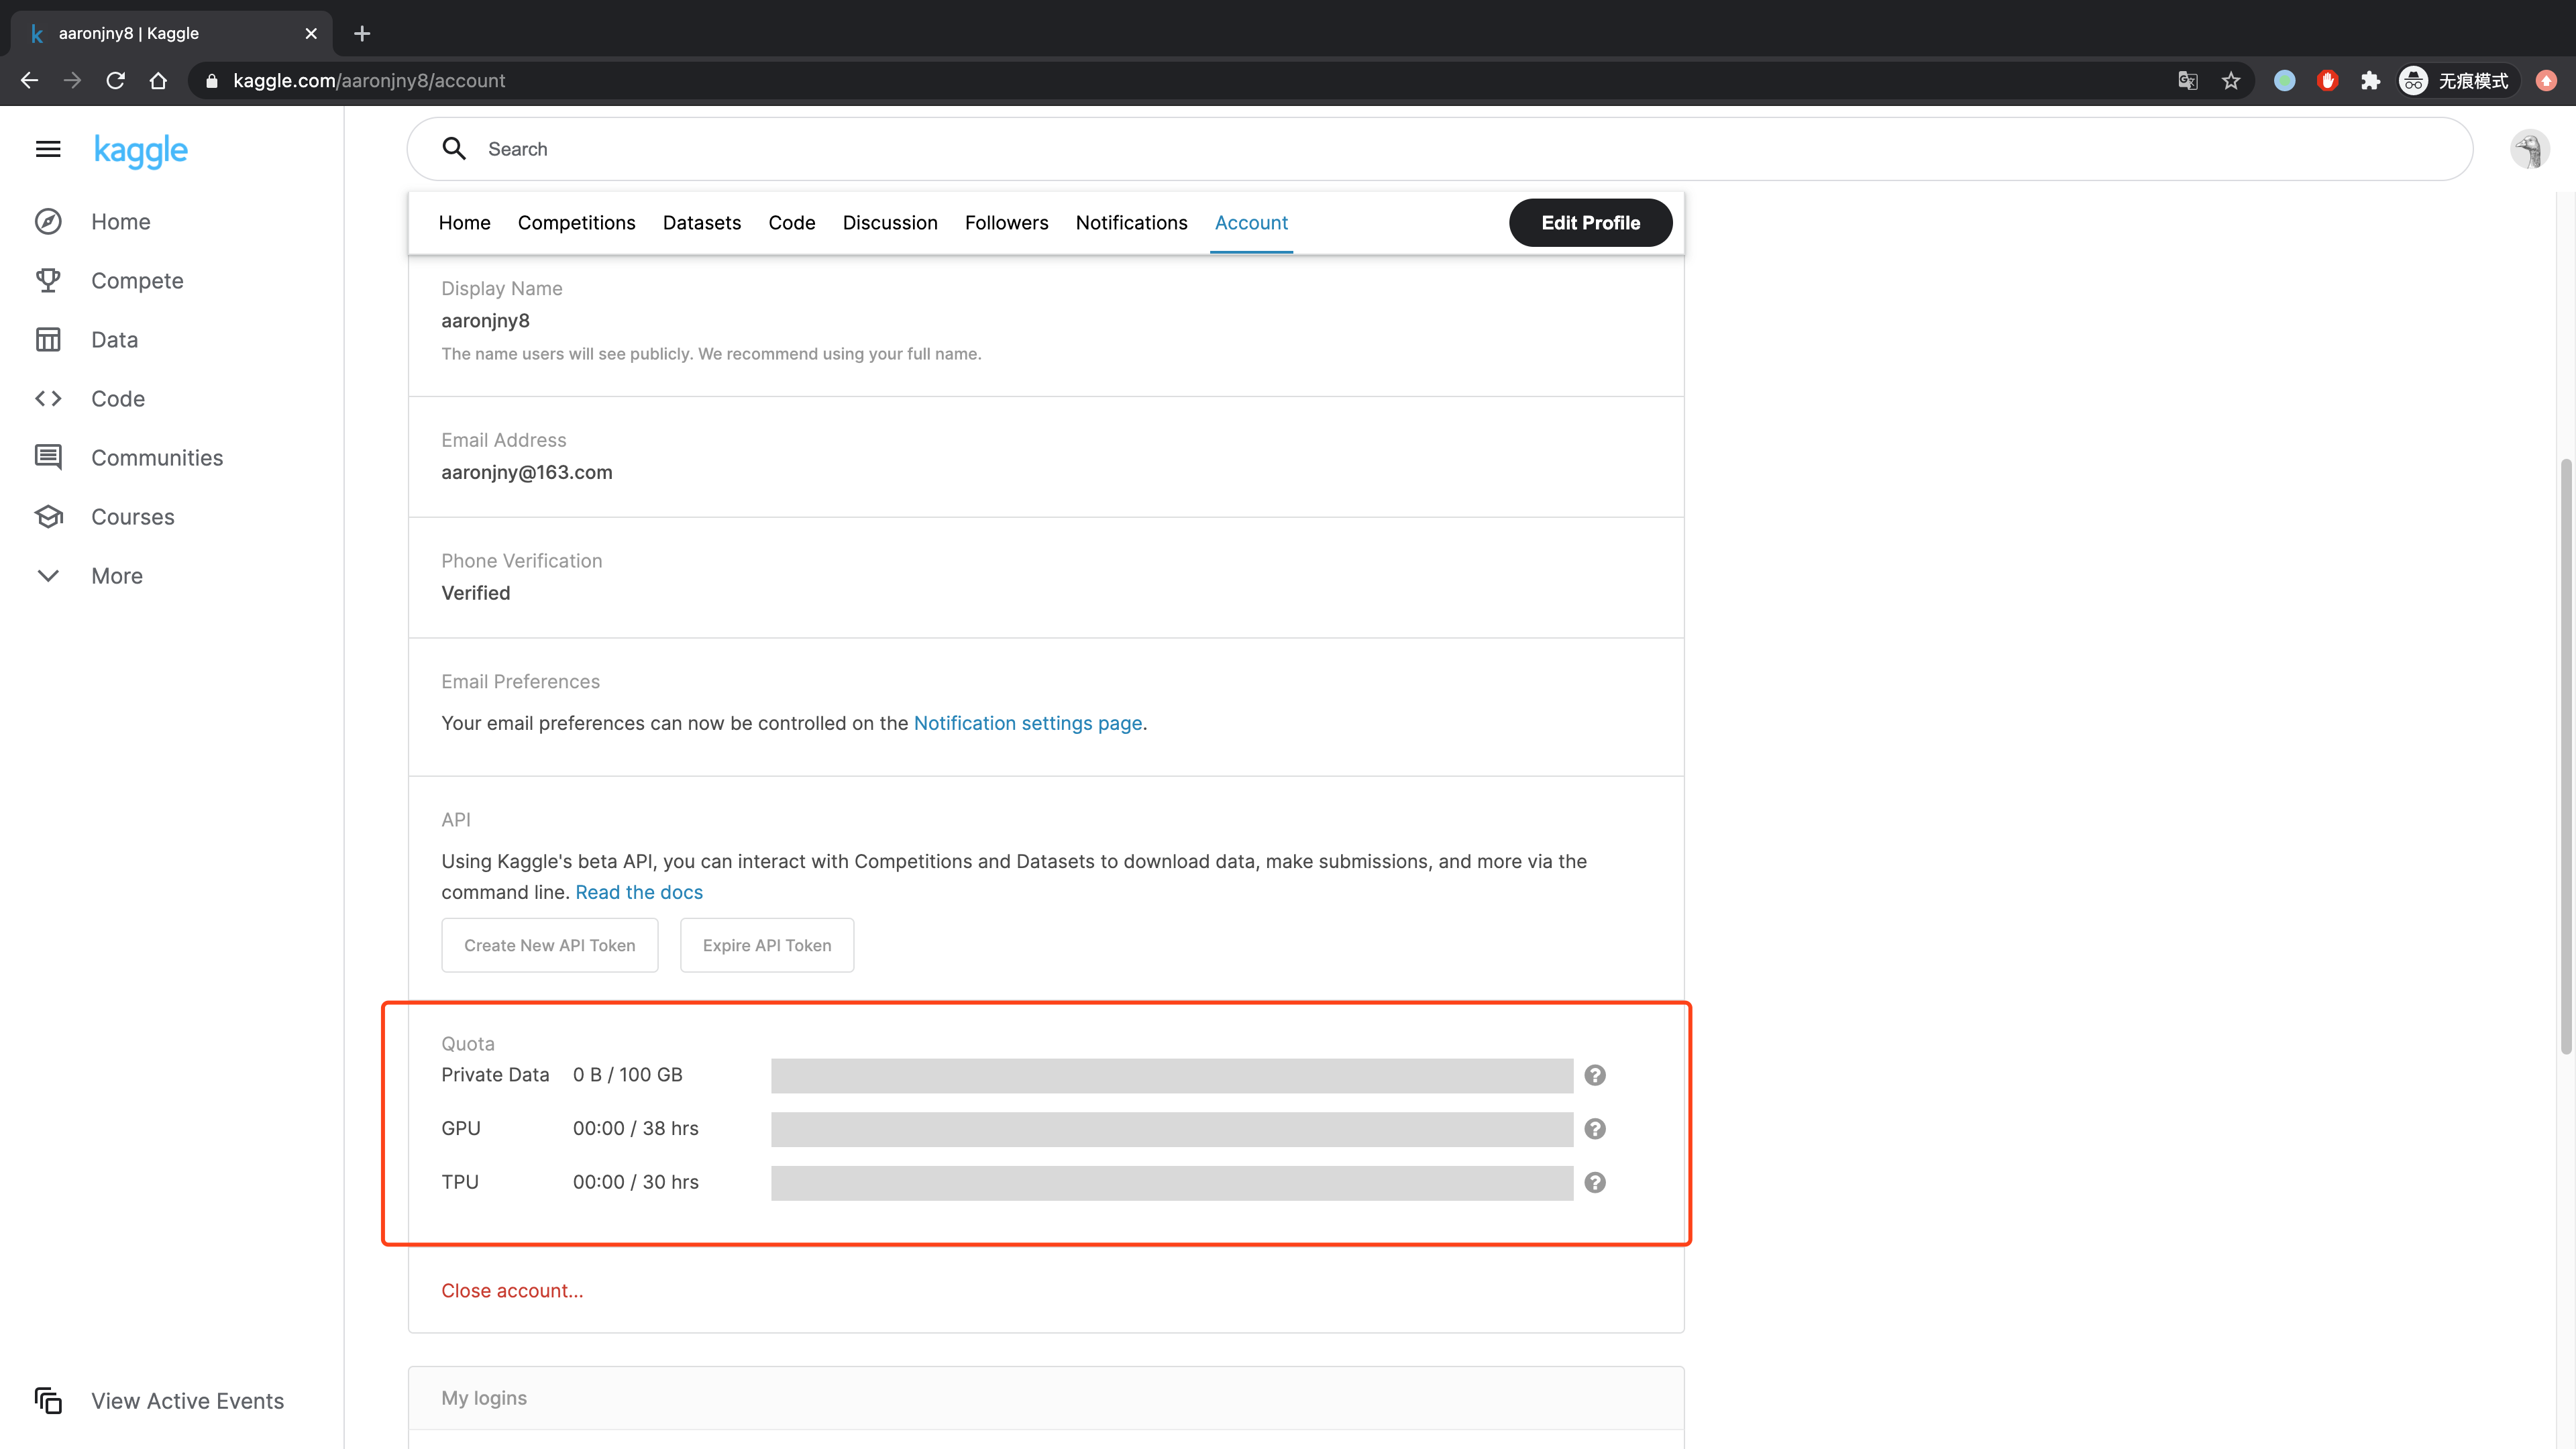 aaronjny8 | Kaggle
kaggle.com/aaronjny8/account
无痕模式
kaggle
Search
Home
Compete
Data
Code
Communities
Courses
More
View Active Events
Home Competitions Datasets Code Discussion Followers Notifications Account Edit Profile
Display Name
aaronjny8
The name users will see publicly. We recommend using your full name.
Email Address
aaronjny@163.com
Phone Verification
Verified
Email Preferences
Your email preferences can now be controlled on the Notification settings page.
API
Using Kaggle's beta API, you can interact with Competitions and Datasets to download data, make submissions, and more via the
command line. Read the docs
Create New API Token Expire API Token
Quota
Private Data 0 B / 100 GB
GPU 00:00 / 38 hrs
TPU 00:00 / 30 hrs
Close account...
My logins